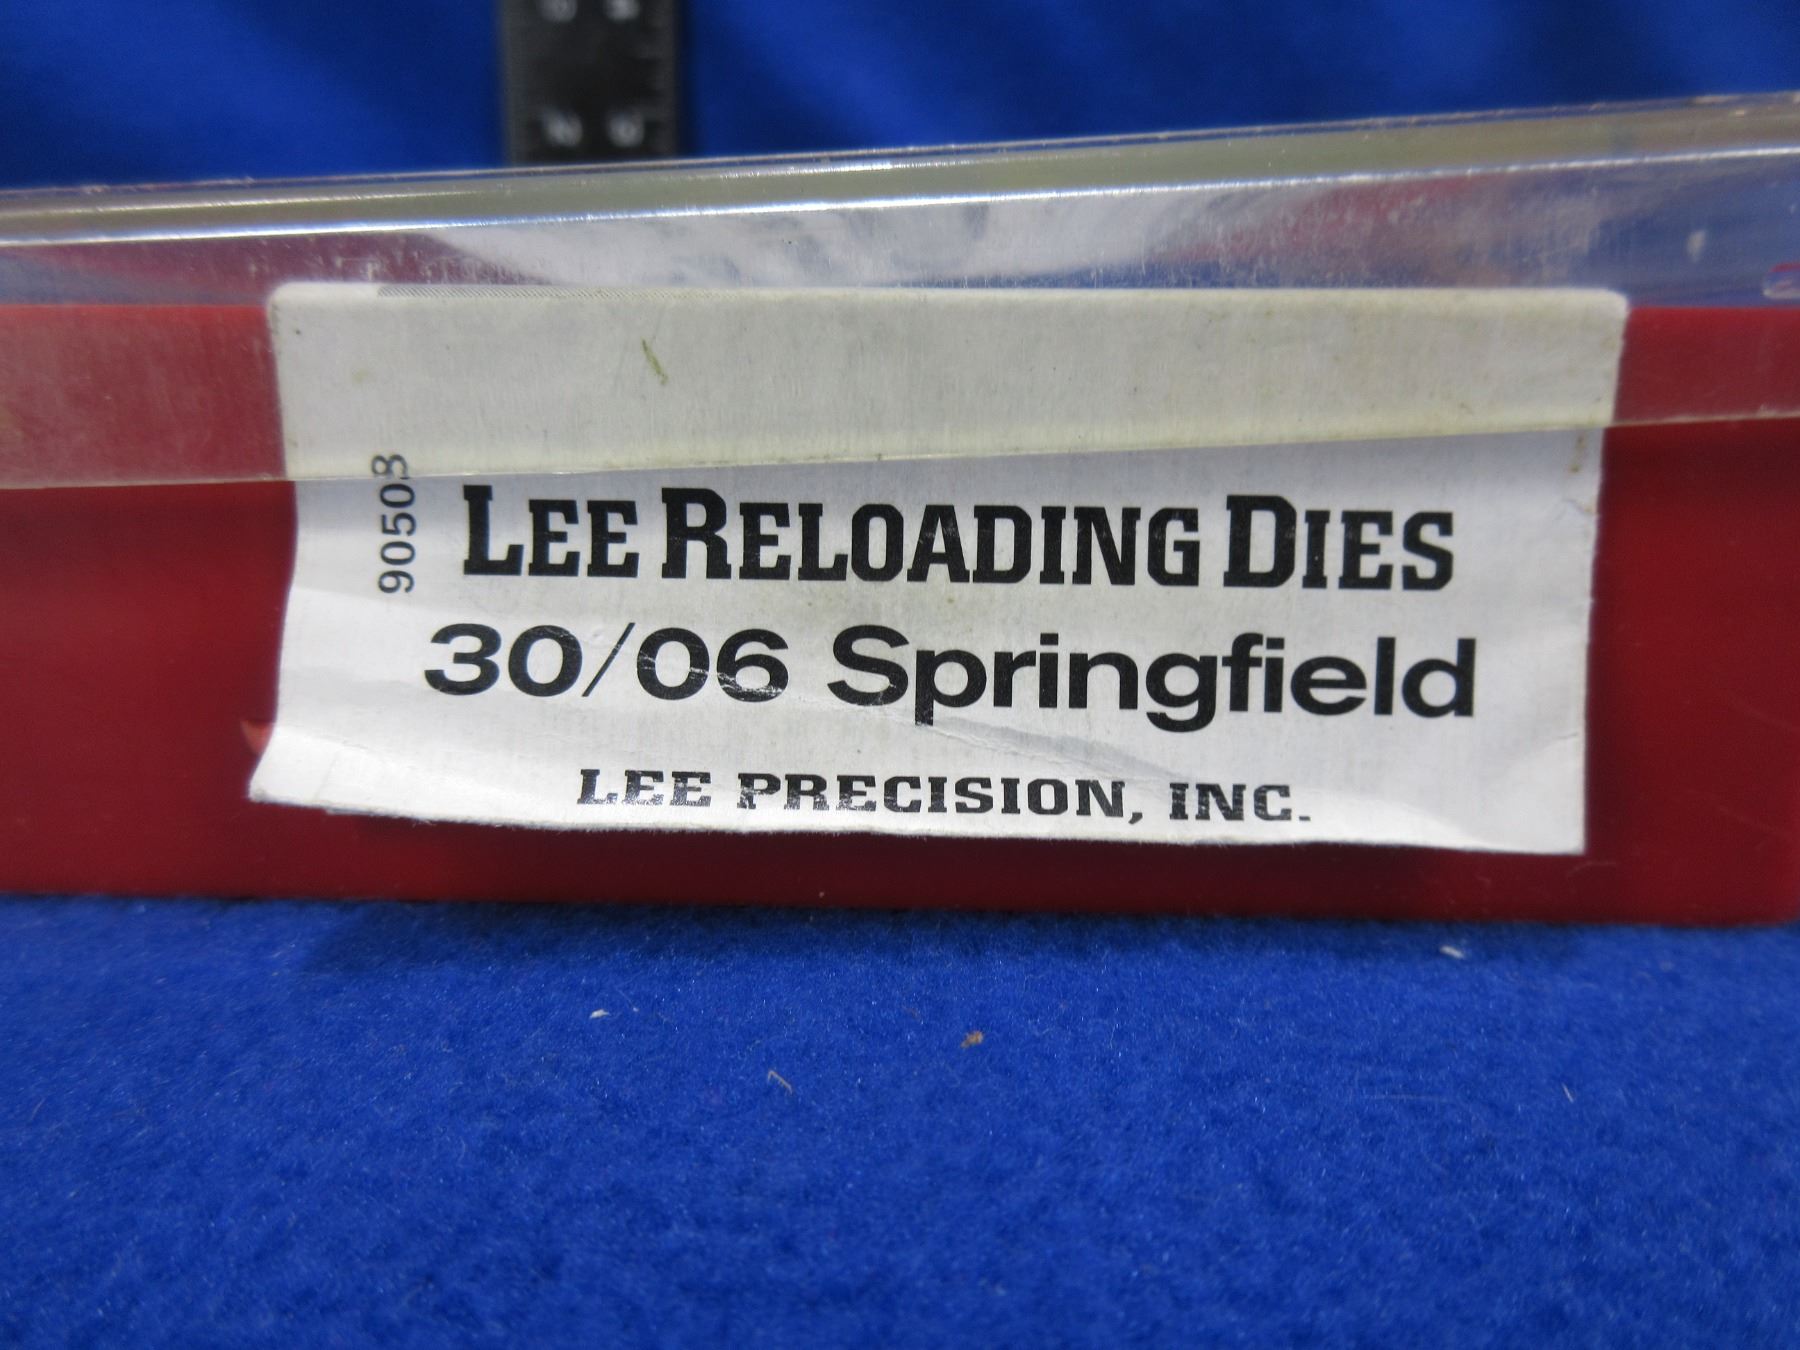 90508
LEE RELOADING DIES
30/06 Springfield
LEE PRECISION, INC.